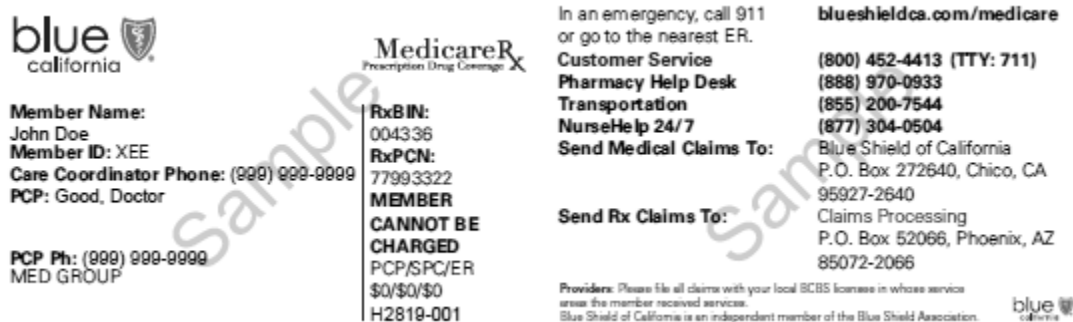 blue
california
MedicareRx
Prescription Drug Coverage
Member Name:
John Doe
Member ID: XEE
Care Coordinator Phone: (999) 999-9999
PCP: Good, Doctor
PCP Ph: (999) 999-9999
MED GROUP
RxBIN:
004336
RxPCN:
77993322
MEMBER
CANNOT BE
CHARGED
PCP/SPC/ER
$0/$0/$0
H2819-001
Sample
In an emergency, call 911
or go to the nearest ER.
blueshieldca.com/medicare
Customer Service (800) 452-4413 (TTY: 711)
Pharmacy Help Desk (888) 970-0933
Transportation (855) 200-7544
NurseHelp 24/7 (877) 304-0504
Send Medical Claims To: Blue Shield of California
P.O. Box 272640, Chico, CA
95927-2640
Send Rx Claims To: Claims Processing
P.O. Box 52066, Phoenix, AZ
85072-2066
Providers: Please file all claims with your local BCBS licensee in whose service
areas the member received services.
Blue Shield of California is an independent member of the Blue Shield Association.
blue
california
Sample